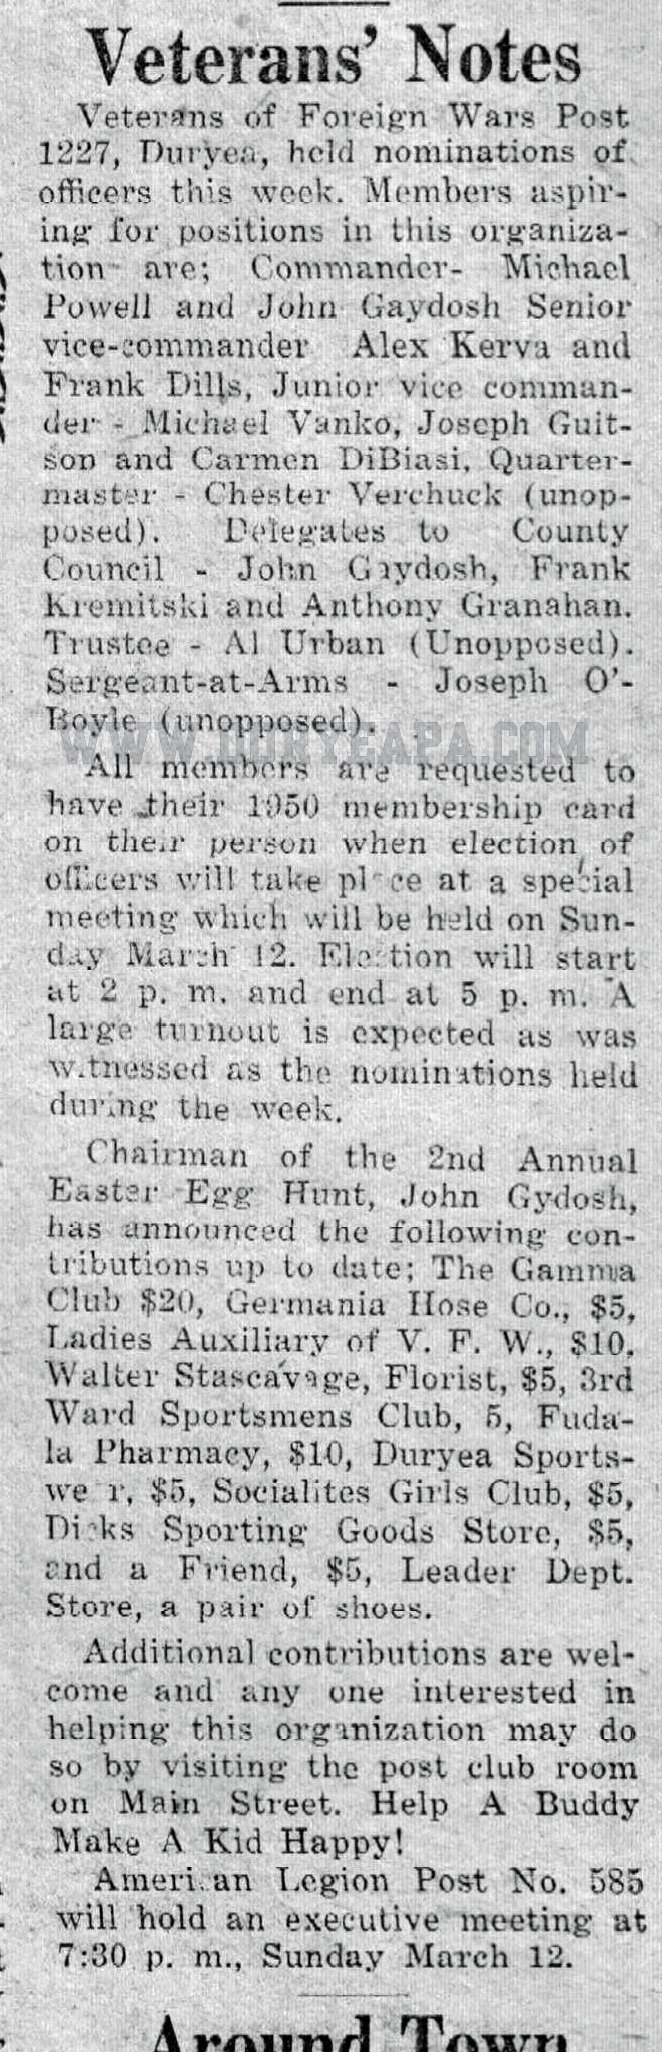 Veterans' Notes
Veterans of Foreign Wars Post
1227, Duryea, held nominations of
officers this week. Members aspir-
ing for positions in this organiza-
tion are; Commander- Michael
Powell and John Gaydosh Senior
vice-commander Alex Kerva and
Frank Dills, Junior vice comman-
der - Michael Vanko, Joseph Guit-
son and Carmen DiBiasi, Quarter-
master - Chester Verchuck (unop-
posed). Delegates to County
Council - John Gaydosh, Frank
Kremitski and Anthony Granahan.
Trustee - Al Urban (Unopposed).
Sergeant-at-Arms - Joseph O'-
Boyle (unopposed).
WWW.DURYEAPA.COM
All members are requested to
have their 1950 membership card
on their person when election of
officers will take place at a special
meeting which will be held on Sun-
day March 12. Election will start
at 2 p. m. and end at 5 p. m. A
large turnout is expected as was
witnessed as the nominations held
during the week.
Chairman of the 2nd Annual
Easter Egg Hunt, John Gydosh,
has announced the following con-
tributions up to date; The Gamma
Club $20, Germania Hose Co., $5,
Ladies Auxiliary of V. F. W., $10,
Walter Stascavage, Florist, $5, 3rd
Ward Sportsmens Club, 5, Fuda-
la Pharmacy, $10, Duryea Sports-
wear, $5, Socialites Girls Club, $5,
Dicks Sporting Goods Store, $5,
and a Friend, $5, Leader Dept.
Store, a pair of shoes.
Additional contributions are wel-
come and any one interested in
helping this organization may do
so by visiting the post club room
on Main Street. Help A Buddy
Make A Kid Happy!
American Legion Post No. 585
will hold an executive meeting at
7:30 p. m., Sunday March 12.
Around Town